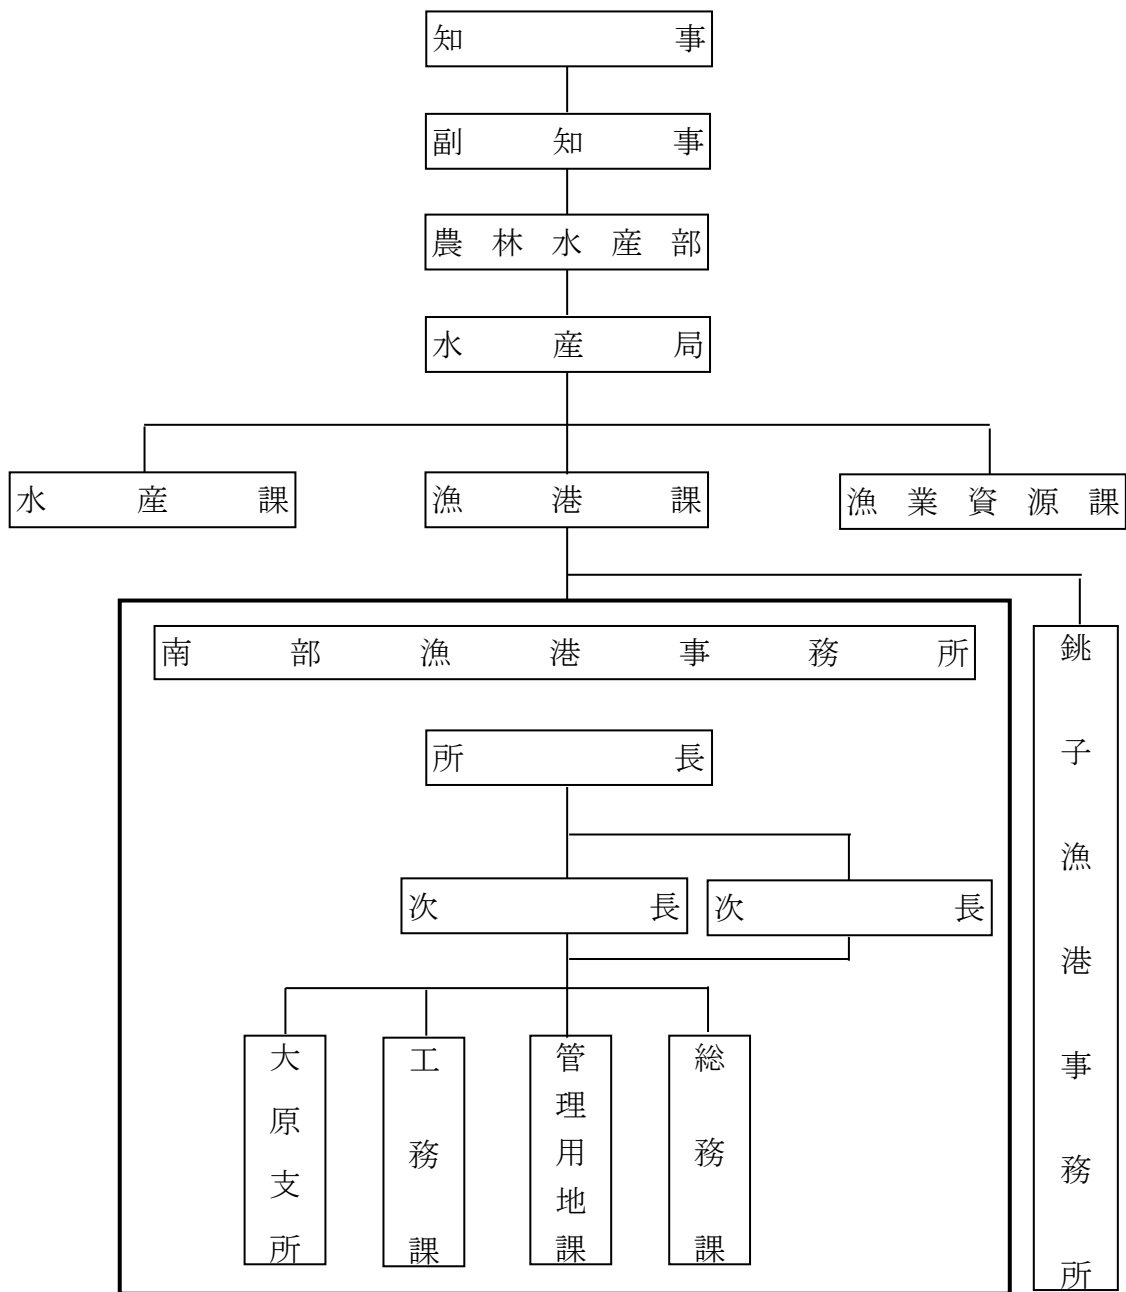 知事
副知事
農林水産部
水産局
水産課
漁港課
漁業資源課
南部漁港事務所
銚子漁港事務所
所長
次長
次長
大原支所
工務課
管理用地課
総務課